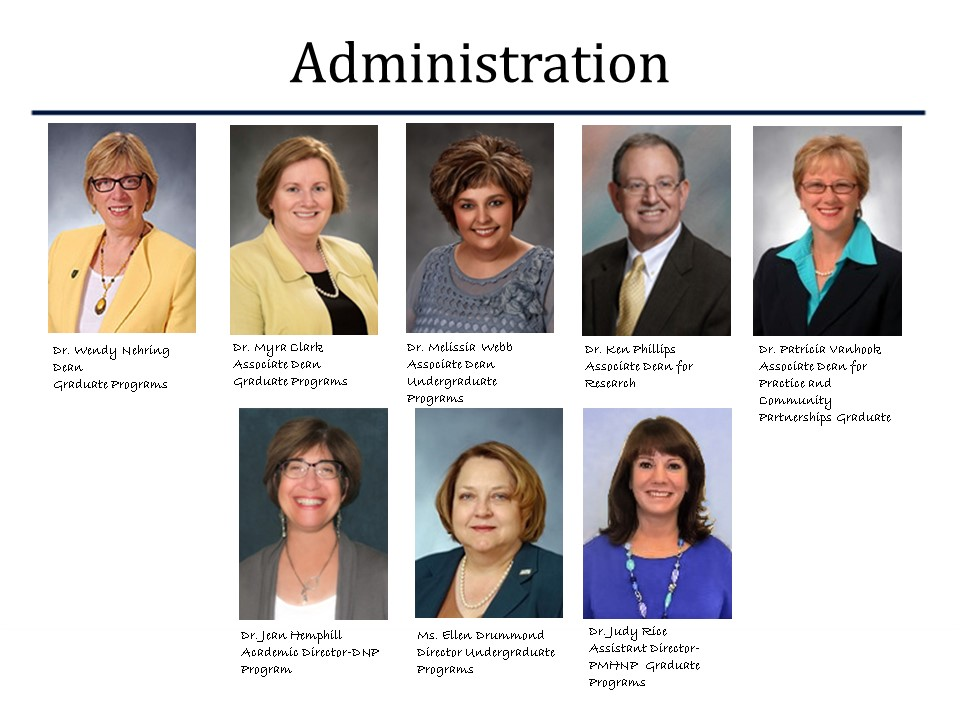 Administration
Dr. Wendy Nehring
Dean
Graduate Programs
Dr. Myra Clark
Associate Dean
Graduate Programs
Dr. Melissia Webb
Associate Dean
Undergraduate
Programs
Dr. Ken Phillips
Associate Dean for
Research
Dr. Patricia Vanhook
Associate Dean for
Practice and
Community
Partnerships Graduate
Dr. Jean Hemphill
Academic Director-DNP
Program
Ms. Ellen Drummond
Director Undergraduate
Programs
Dr. Judy Rice
Assistant Director-
PMHNP Graduate
Programs